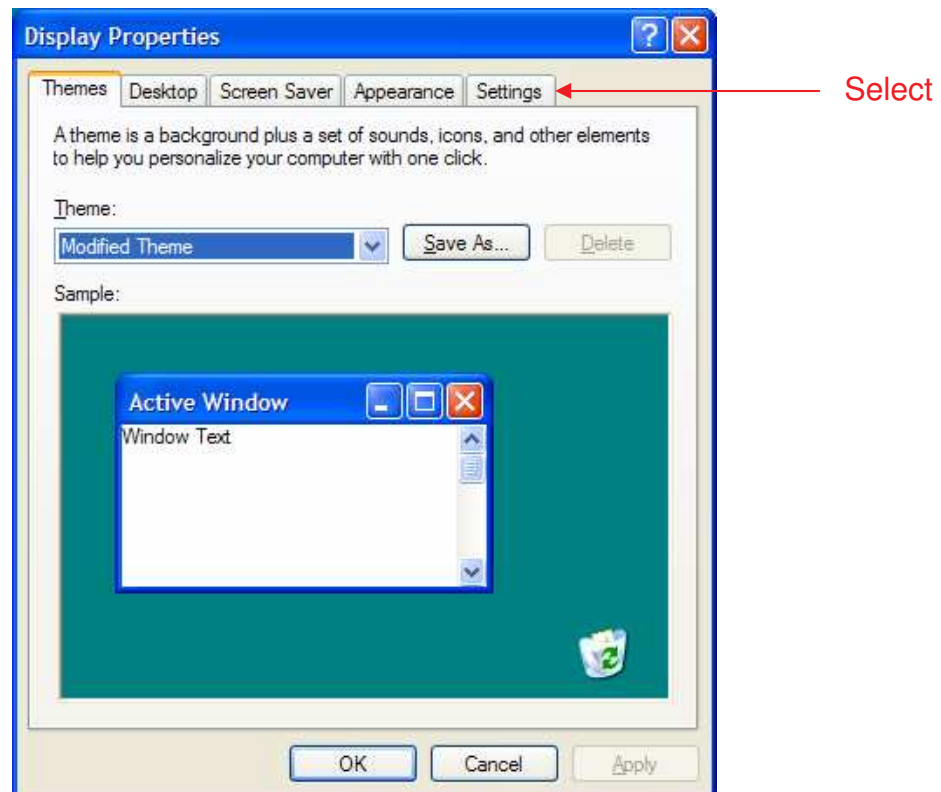 Display Properties
Themes Desktop Screen Saver Appearance Settings Select
A theme is a background plus a set of sounds, icons, and other elements
to help you personalize your computer with one click.
Theme:
Modified Theme Save As... Delete
Sample:
Active Window
Window Text
OK Cancel Apply